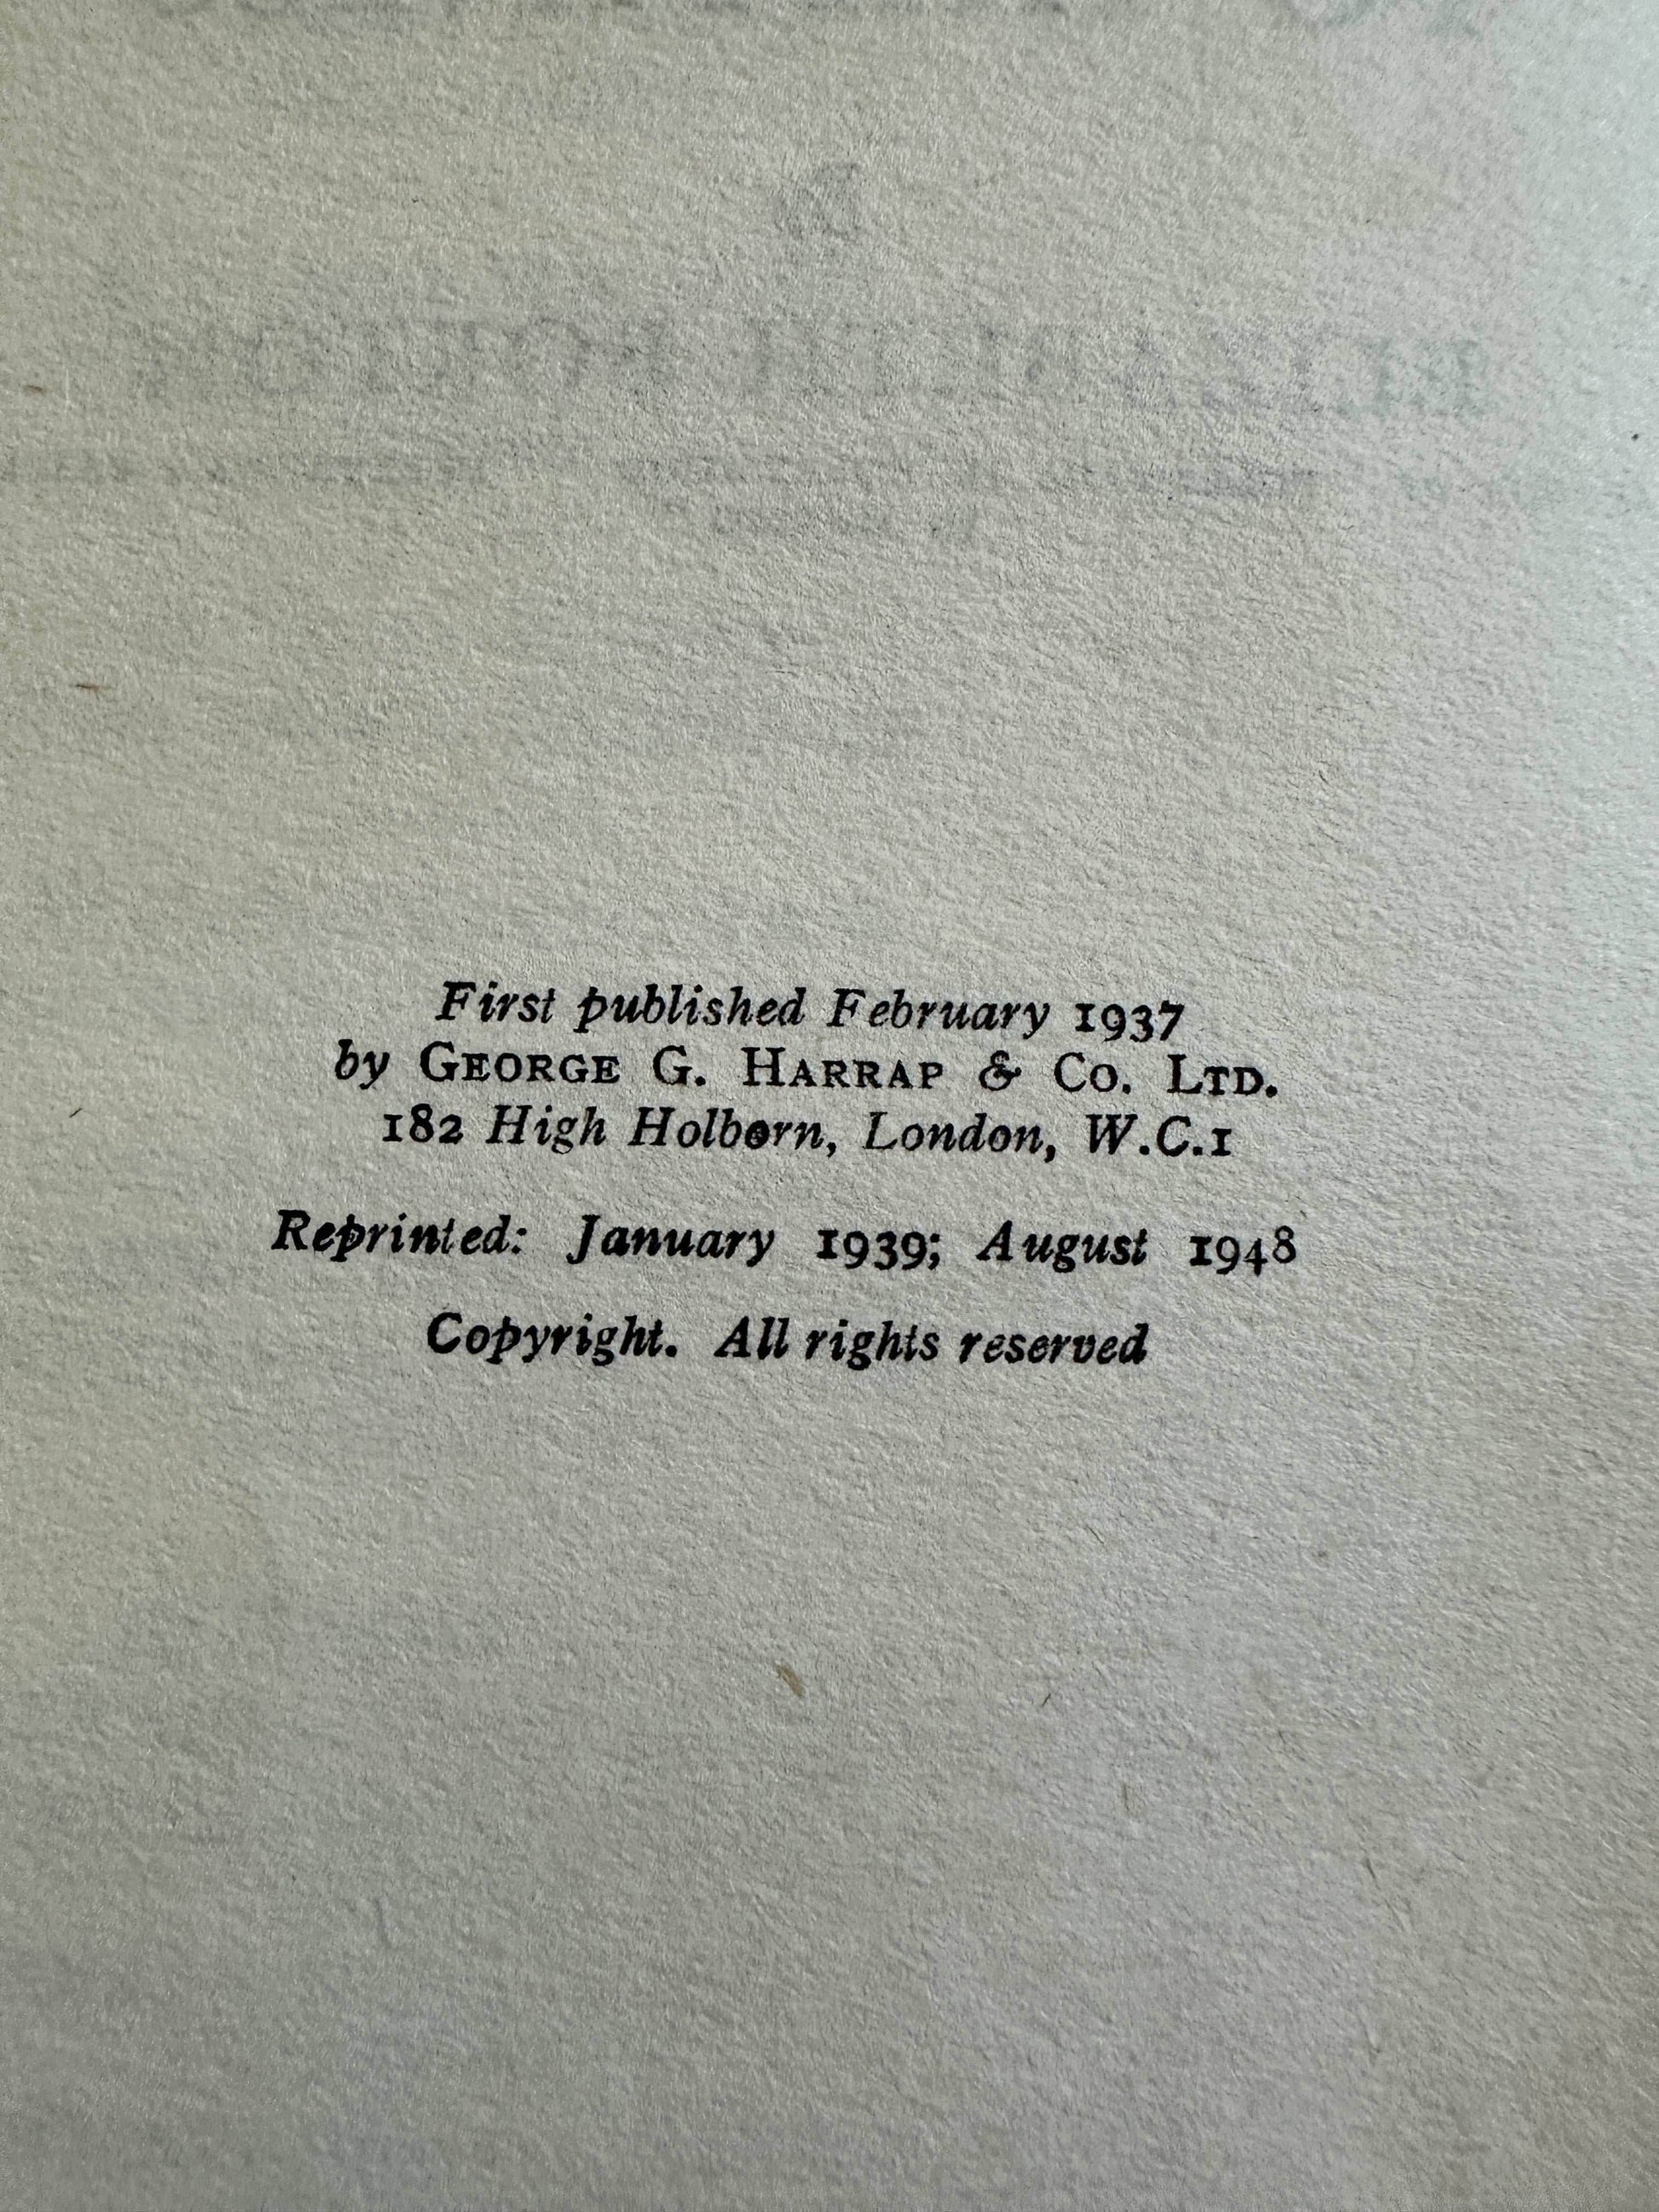 First published February 1937
by GEORGE G. HARRAP & Co. LTD.
182 High Holborn, London, W.C.1
Reprinted: January 1939; August 1948
Copyright. All rights reserved